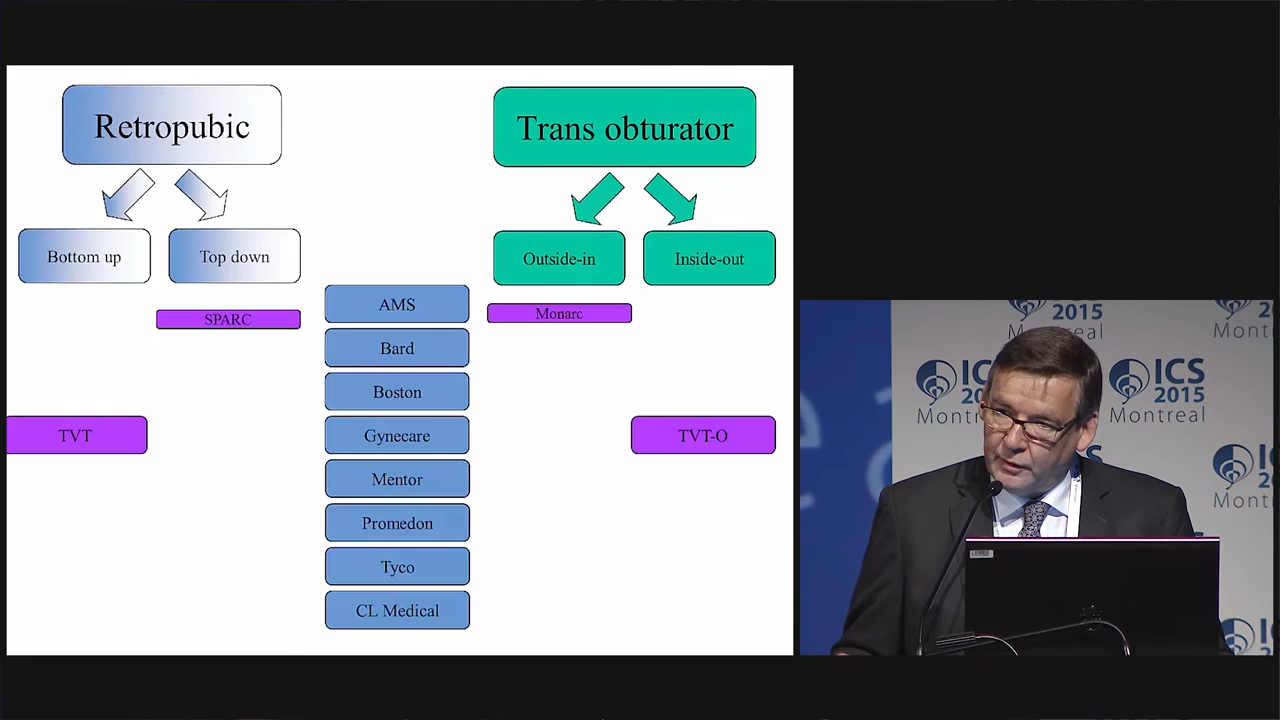 Retropubic
Trans obturator
Bottom up
Top down
Outside-in
Inside-out
SPARC
AMS
Monarc
Bard
Boston
TVT
Gynecare
TVT-O
Mentor
Promedon
Tyco
CL Medical
2015
Montreal
ICS
2015
Montreal
ICS
2015
Montreal